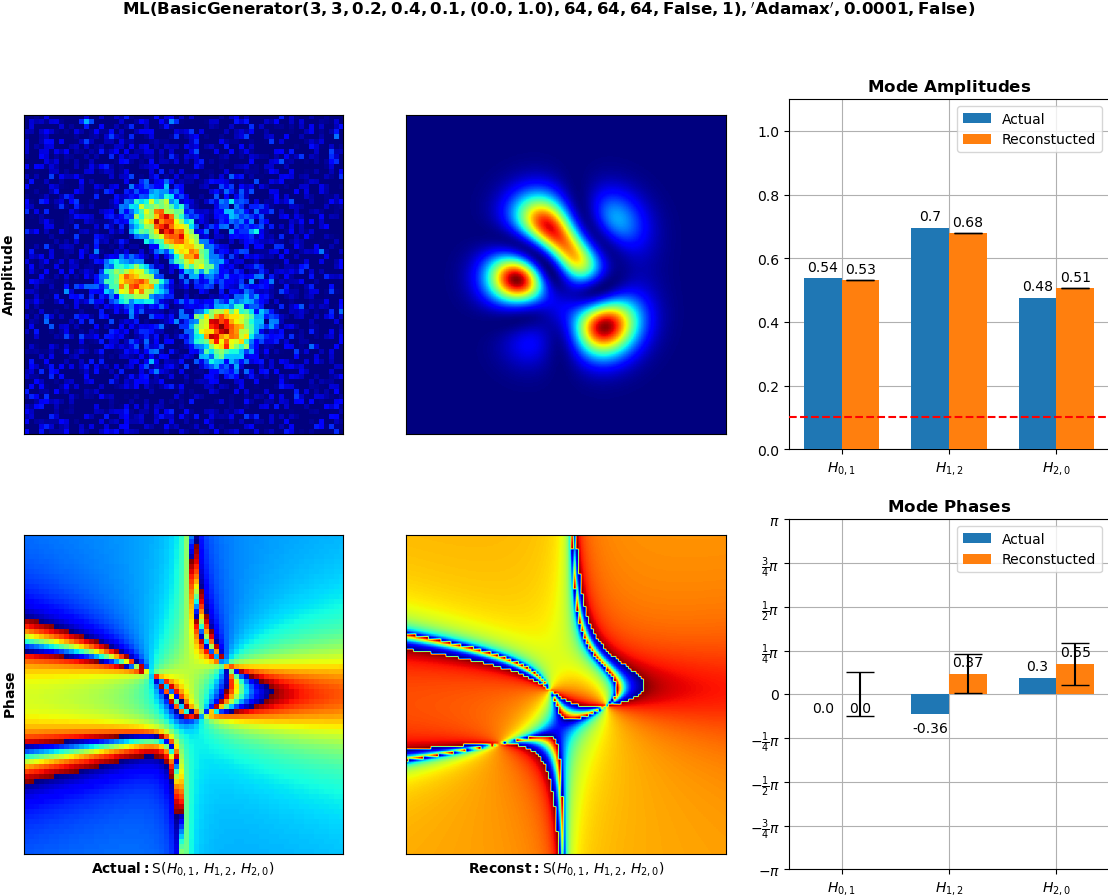 ML(BasicGenerator(3, 3, 0.2, 0.4, 0.1, (0.0, 1.0), 64, 64, 64, False, 1), ′Adamax′, 0.0001, False)
Amplitude
Mode Amplitudes
Actual
Reconstucted
1.0
0.8
0.6
0.4
0.2
0.0
0.54
0.53
0.7
0.68
0.48
0.51
H0, 1
H1, 2
H2, 0
Phase
Actual: S(H0, 1, H1, 2, H2, 0)
Reconst: S(H0, 1, H1, 2, H2, 0)
Mode Phases
Actual
Reconstucted
π
3/4π
1/2π
1/4π
0
−1/4π
−1/2π
−3/4π
−π
0.0
0.0
-0.36
0.37
0.3
0.55
H0, 1
H1, 2
H2, 0